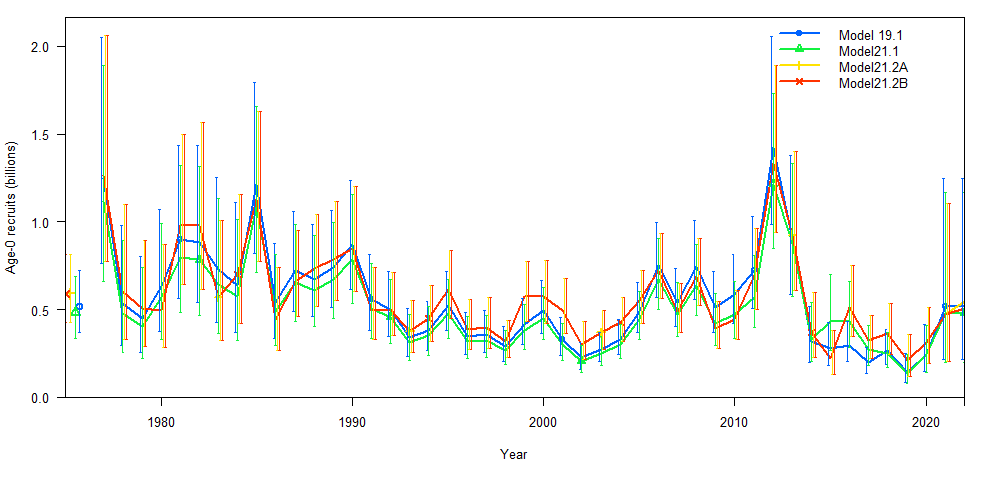 Model 19.1
Model21.1
Model21.2A
Model21.2B
Age-0 recruits (billions)
2.0
1.5
1.0
0.5
0.0
1980 1990 2000 2010 2020
Year